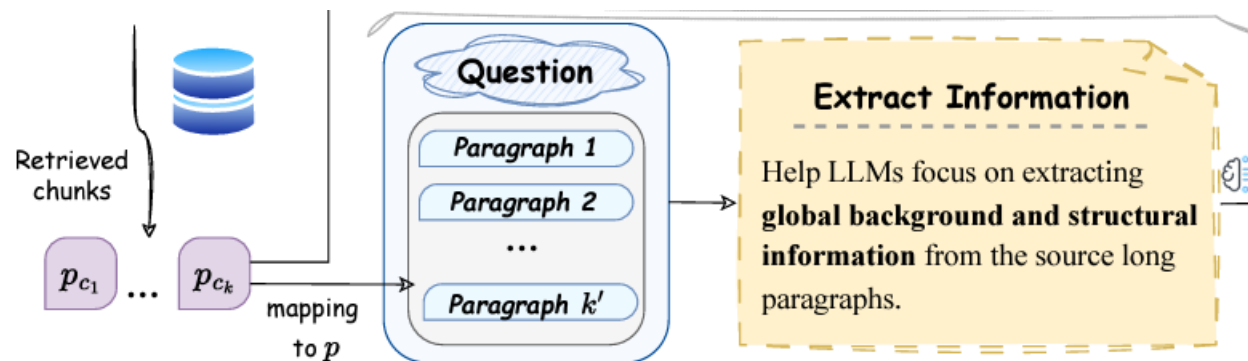 Question
Extract Information
Paragraph 1
Paragraph 2
...
Paragraph k′
Retrieved
chunks
Help LLMs focus on extracting
global background and structural
information from the source long
paragraphs.
p_{c_1} ... p_{c_k}
mapping
to p